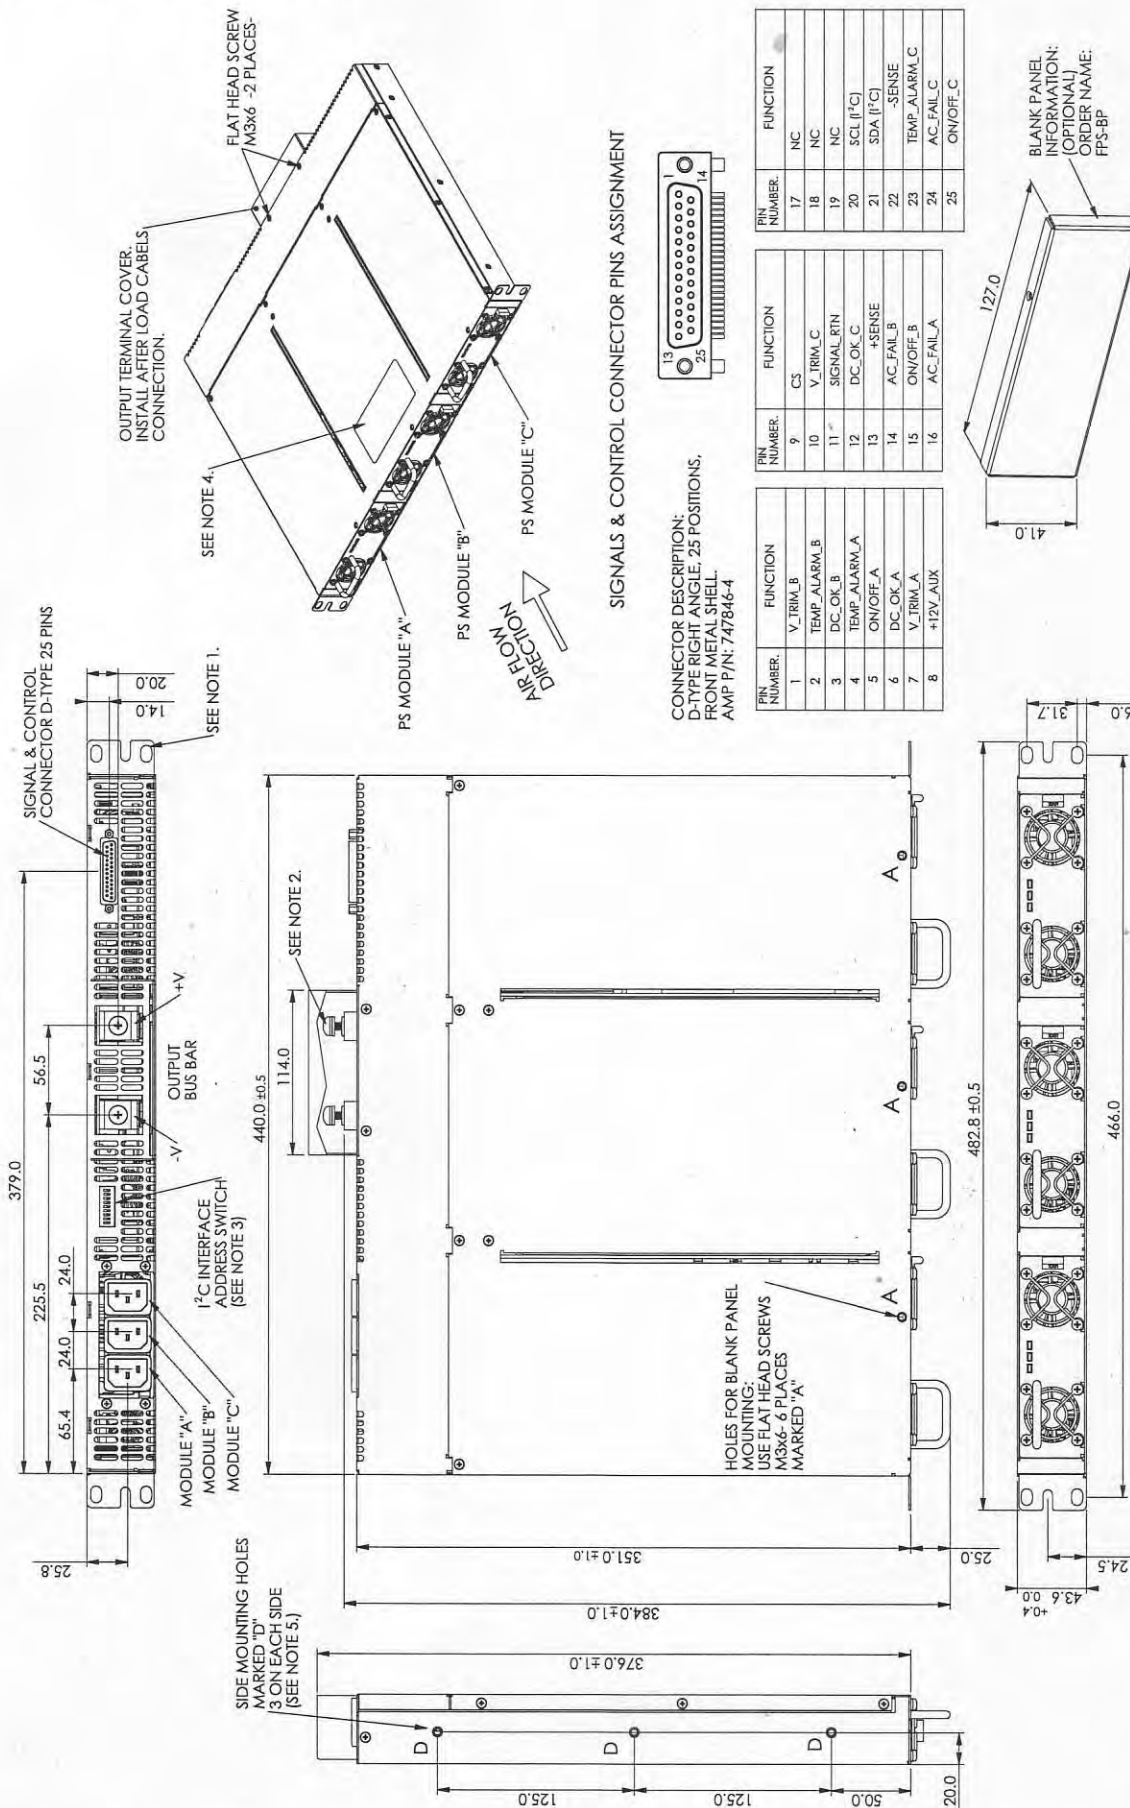 SIGNAL & CONTROL
CONNECTOR D-TYPE 25 PINS
379.0
225.5
56.5
65.4
24.0
24.0
25.8
14.0
20.0
SEE NOTE 1.
MODULE "A"
MODULE "B"
MODULE "C"
I²C INTERFACE
ADDRESS SWITCH
(SEE NOTE 3)
-V
+V
OUTPUT
BUS BAR
OUTPUT TERMINAL COVER.
INSTALL AFTER LOAD CABELS
CONNECTION.
FLAT HEAD SCREW
M3x6 -2 PLACES-
SEE NOTE 4.
PS MODULE "A"
PS MODULE "B"
PS MODULE "C"
AIR FLOW
DIRECTION
SIDE MOUNTING HOLES
MARKED "D"
3 ON EACH SIDE
(SEE NOTE 5.)
376.0 ±1.0
D
D
D
125.0
125.0
50.0
20.0
440.0 ±0.5
114.0
SEE NOTE 2.
384.0 ±1.0
351.0 ±1.0
25.0
HOLES FOR BLANK PANEL
MOUNTING:
USE FLAT HEAD SCREWS
M3x6- 6 PLACES
MARKED "A"
A
A
A
482.8 ±0.5
466.0
31.7
24.5
43.6 +0.4
0.0
SIGNALS & CONTROL CONNECTOR PINS ASSIGNMENT
CONNECTOR DESCRIPTION:
D-TYPE RIGHT ANGLE, 25 POSITIONS,
FRONT METAL SHELL.
AMP P/N: 747846-4
13
1
25
14
PIN NUMBER. FUNCTION
1 V_TRIM_B
2 TEMP_ALARM_B
3 DC_OK_B
4 TEMP_ALARM_A
5 ON/OFF_A
6 DC_OK_A
7 V_TRIM_A
8 +12V_AUX
PIN NUMBER. FUNCTION
9 CS
10 V_TRIM_C
11 SIGNAL_RTN
12 DC_OK_C
13 +SENSE
14 AC_FAIL_B
15 ON/OFF_B
16 AC_FAIL_A
PIN NUMBER. FUNCTION
17 NC
18 NC
19 NC
20 SCL (I²C)
21 SDA (I²C)
22 -SENSE
23 TEMP_ALARM_C
24 AC_FAIL_C
25 ON/OFF_C
127.0
41.0
BLANK PANEL
INFORMATION:
(OPTIONAL)
ORDER NAME:
FPS-BP